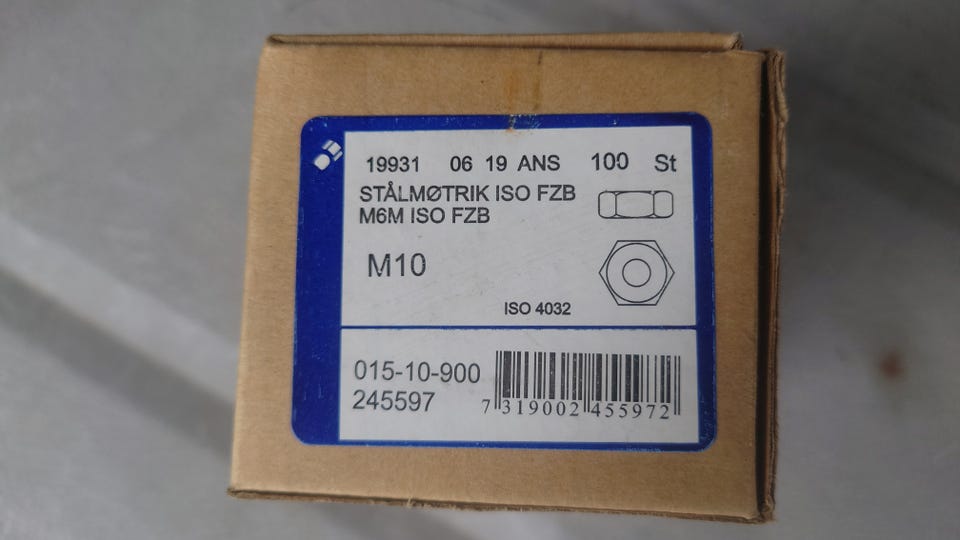 19931 06 19 ANS 100 St
STÅLMØTRIK ISO FZB
M6M ISO FZB
M10
ISO 4032
015-10-900
245597
7 319002 455972